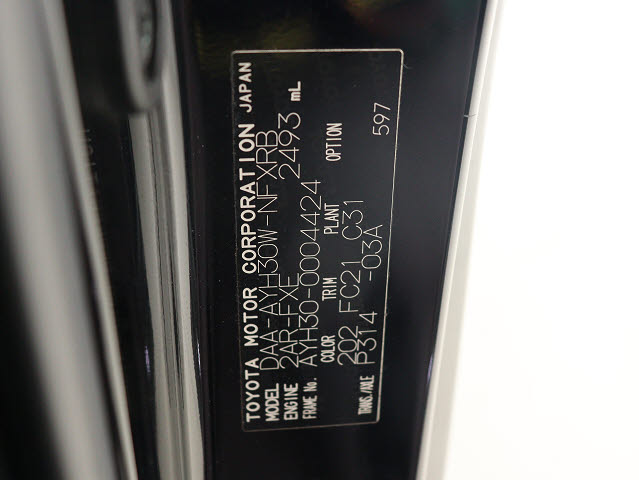 TOYOTA MOTOR CORPORATION JAPAN
MODEL DAA-AYH30W-NFXRB
ENGINE 2AR-FXE 2493 mL
FRAME No. AYH30-0004424
COLOR TRIM PLANT OPTION
202 FC21 C31
TRANS./AXLE P314 -03A 597